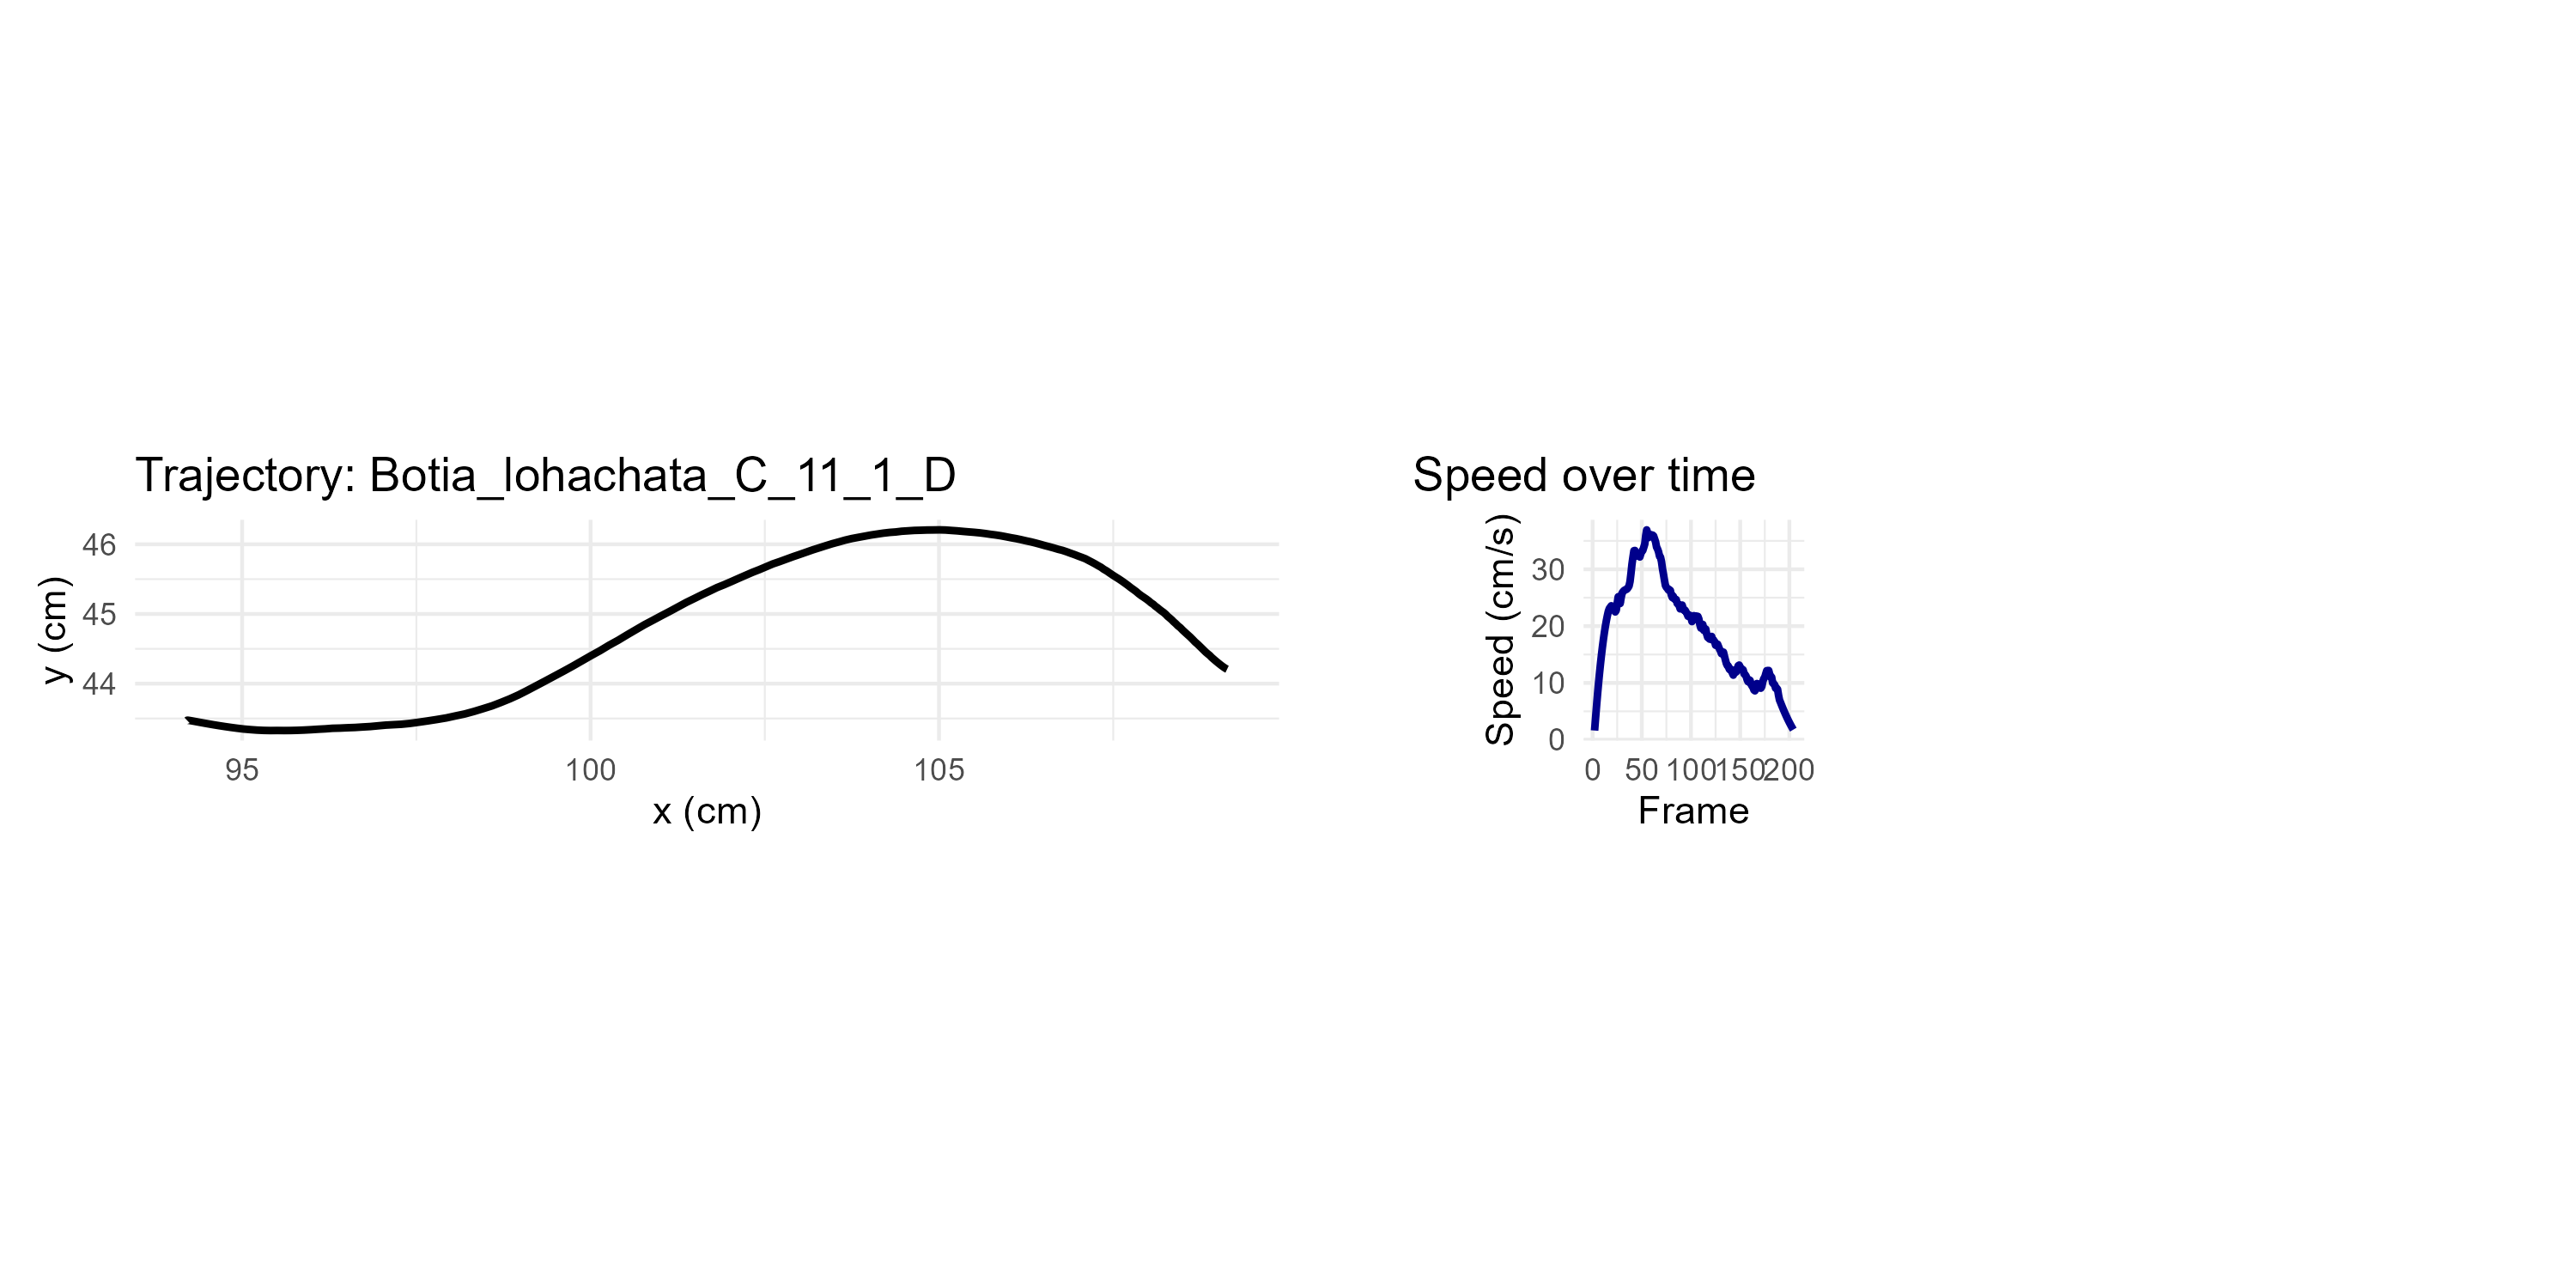 Trajectory: Botia_lohachata_C_11_1_D
46
45
44
y (cm)
95 100 105
x (cm)
Speed over time
30
20
10
0
Speed (cm/s)
0 50 100 150 200
Frame